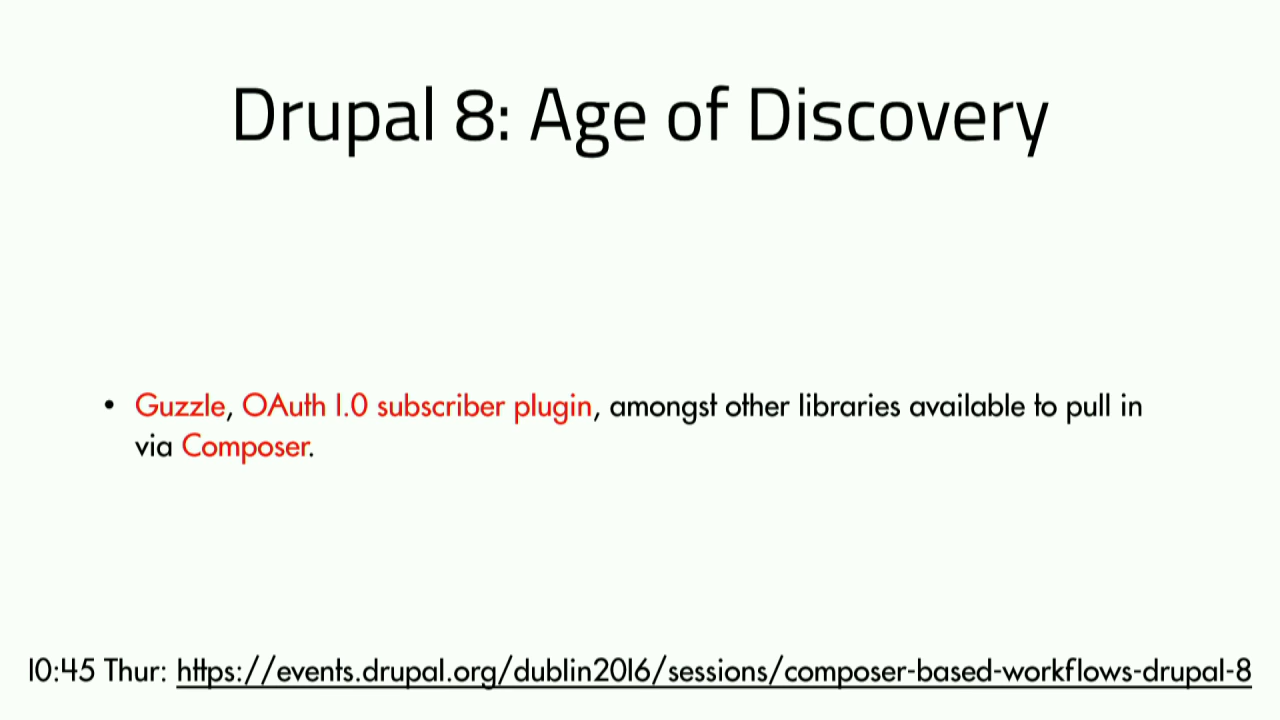 Drupal 8: Age of Discovery
• Guzzle, OAuth 1.0 subscriber plugin, amongst other libraries available to pull in
via Composer.
10:45 Thur: https://events.drupal.org/dublin2016/sessions/composer-based-workflows-drupal-8